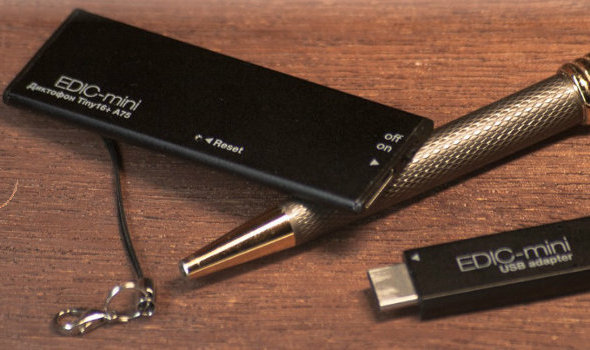 EDIC-mini
Диктофон Tiny16+ A75
Reset
off
on
EDIC-mini
USB adapter